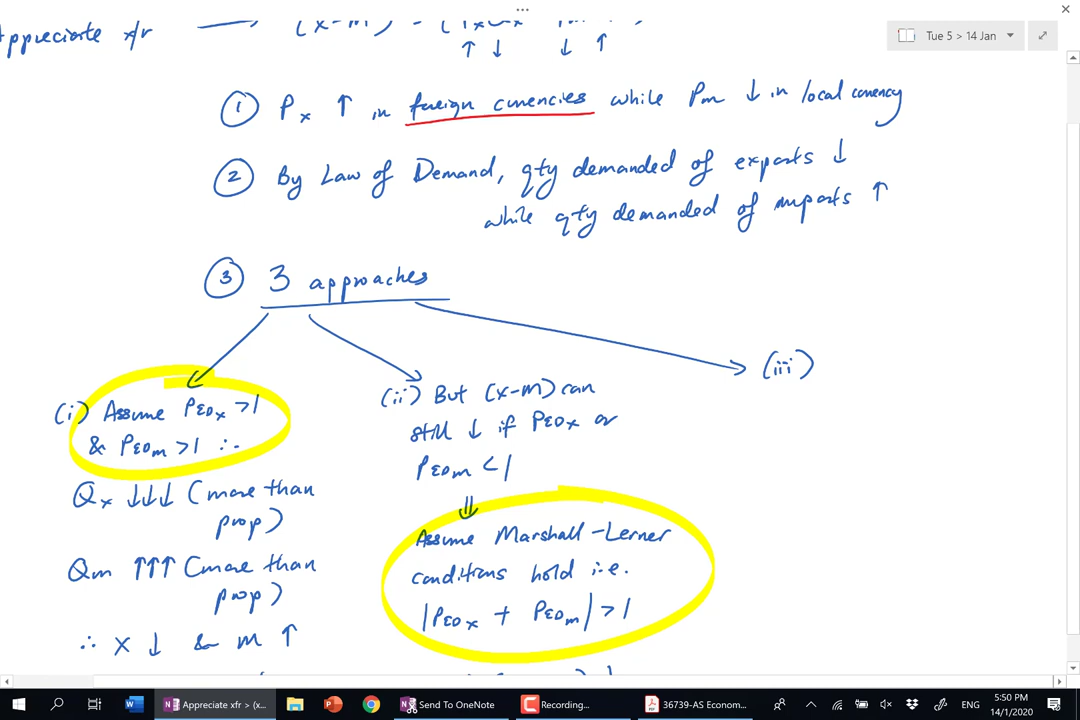 Appreciate xfr → (X-M) = (PxQx
↑ ↓ ↓ ↑
Tue 5 > 14 Jan
① Px ↑ in foreign currencies while Pm ↓ in local currency
② By Law of Demand, qty demanded of exports ↓
while qty demanded of imports ↑
③ 3 approaches
(i) Assume PEDx >1
& PEDm >1 ∴
Qx ↓↓↓ (more than
prop)
Qm ↑↑↑ (more than
prop)
∴ X ↓ & M ↑
(ii) But (X-M) can
still ↓ if PEDx or
PEDm <1
⇓
Assume Marshall-Lerner
conditions hold i.e.
|PEDx + PEDm| >1
(iii)
Appreciate xfr > (x...
Send To OneNote
Recording...
36739-AS Econom...
ENG
5:50 PM
14/1/2020